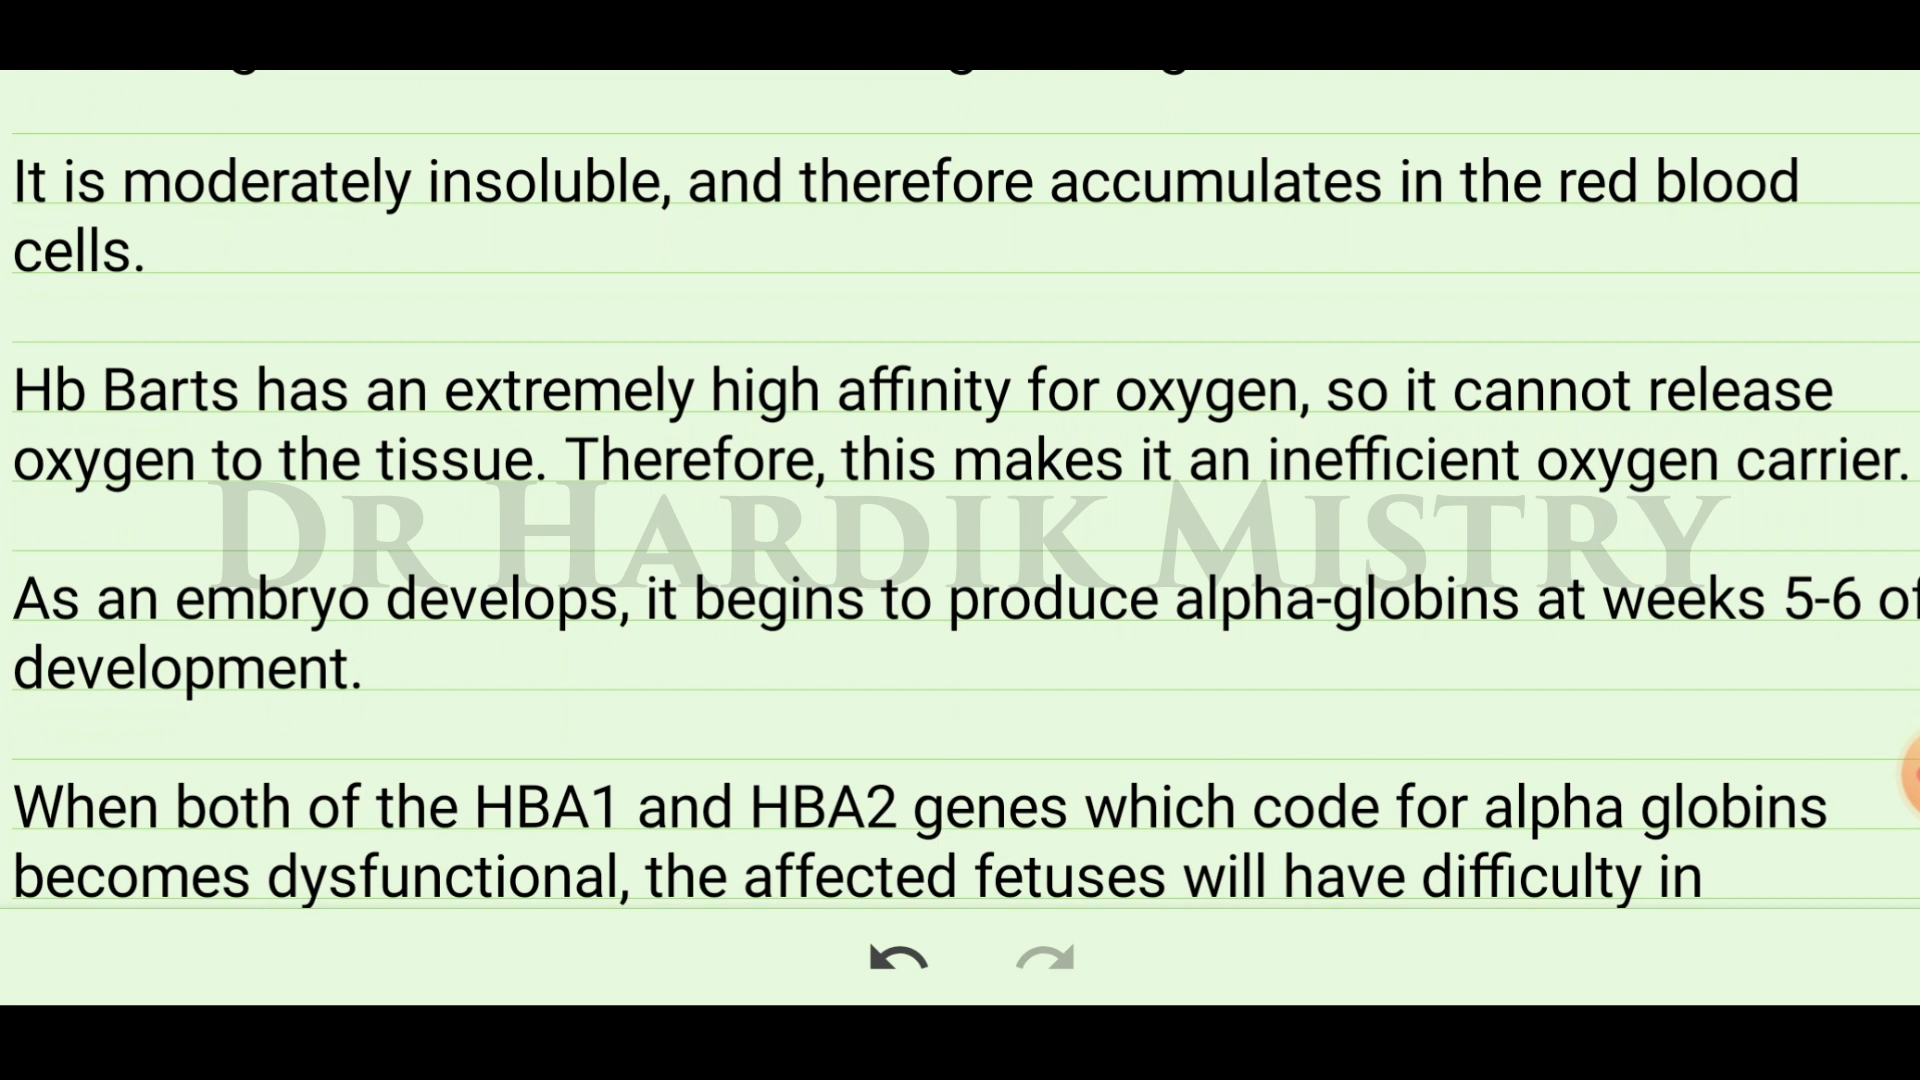 It is moderately insoluble, and therefore accumulates in the red blood
cells.
Hb Barts has an extremely high affinity for oxygen, so it cannot release
oxygen to the tissue. Therefore, this makes it an inefficient oxygen carrier.
DR HARDIK MISTRY
As an embryo develops, it begins to produce alpha-globins at weeks 5-6 of
development.
When both of the HBA1 and HBA2 genes which code for alpha globins
becomes dysfunctional, the affected fetuses will have difficulty in